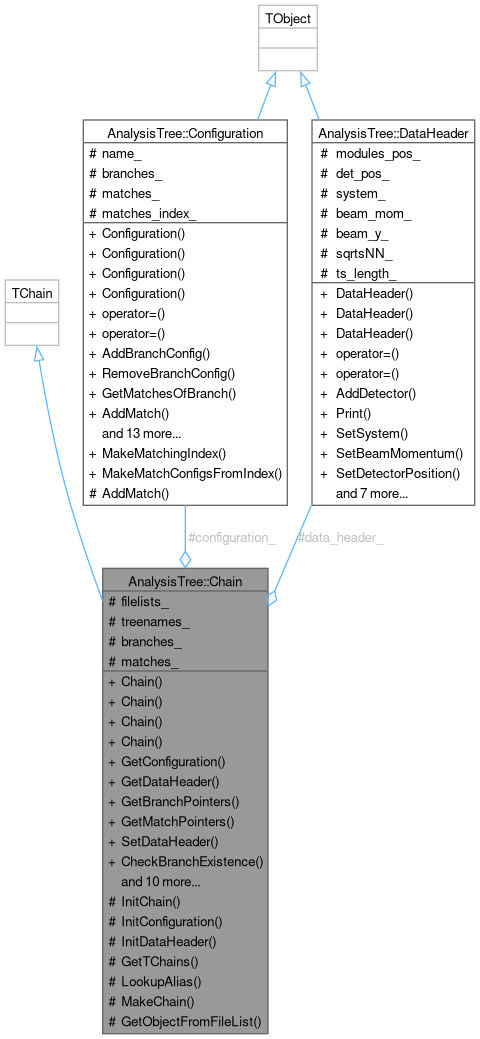 TObject
AnalysisTree::Configuration
# name_
# branches_
# matches_
# matches_index_
+ Configuration()
+ Configuration()
+ Configuration()
+ Configuration()
+ operator=()
+ operator=()
+ AddBranchConfig()
+ RemoveBranchConfig()
+ GetMatchesOfBranch()
+ AddMatch()
and 13 more...
+ MakeMatchingIndex()
+ MakeMatchConfigsFromIndex()
# AddMatch()
AnalysisTree::DataHeader
# modules_pos_
# det_pos_
# system_
# beam_mom_
# beam_y_
# sqrtsNN_
# ts_length_
+ DataHeader()
+ DataHeader()
+ DataHeader()
+ operator=()
+ operator=()
+ AddDetector()
+ Print()
+ SetSystem()
+ SetBeamMomentum()
+ SetDetectorPosition()
and 7 more...
TChain
#configuration_
#data_header_
AnalysisTree::Chain
# filelists_
# treenames_
# branches_
# matches_
+ Chain()
+ Chain()
+ Chain()
+ Chain()
+ GetConfiguration()
+ GetDataHeader()
+ GetBranchPointers()
+ GetMatchPointers()
+ SetDataHeader()
+ CheckBranchExistence()
and 10 more...
# InitChain()
# InitConfiguration()
# InitDataHeader()
# GetTChains()
# LookupAlias()
# MakeChain()
# GetObjectFromFileList()